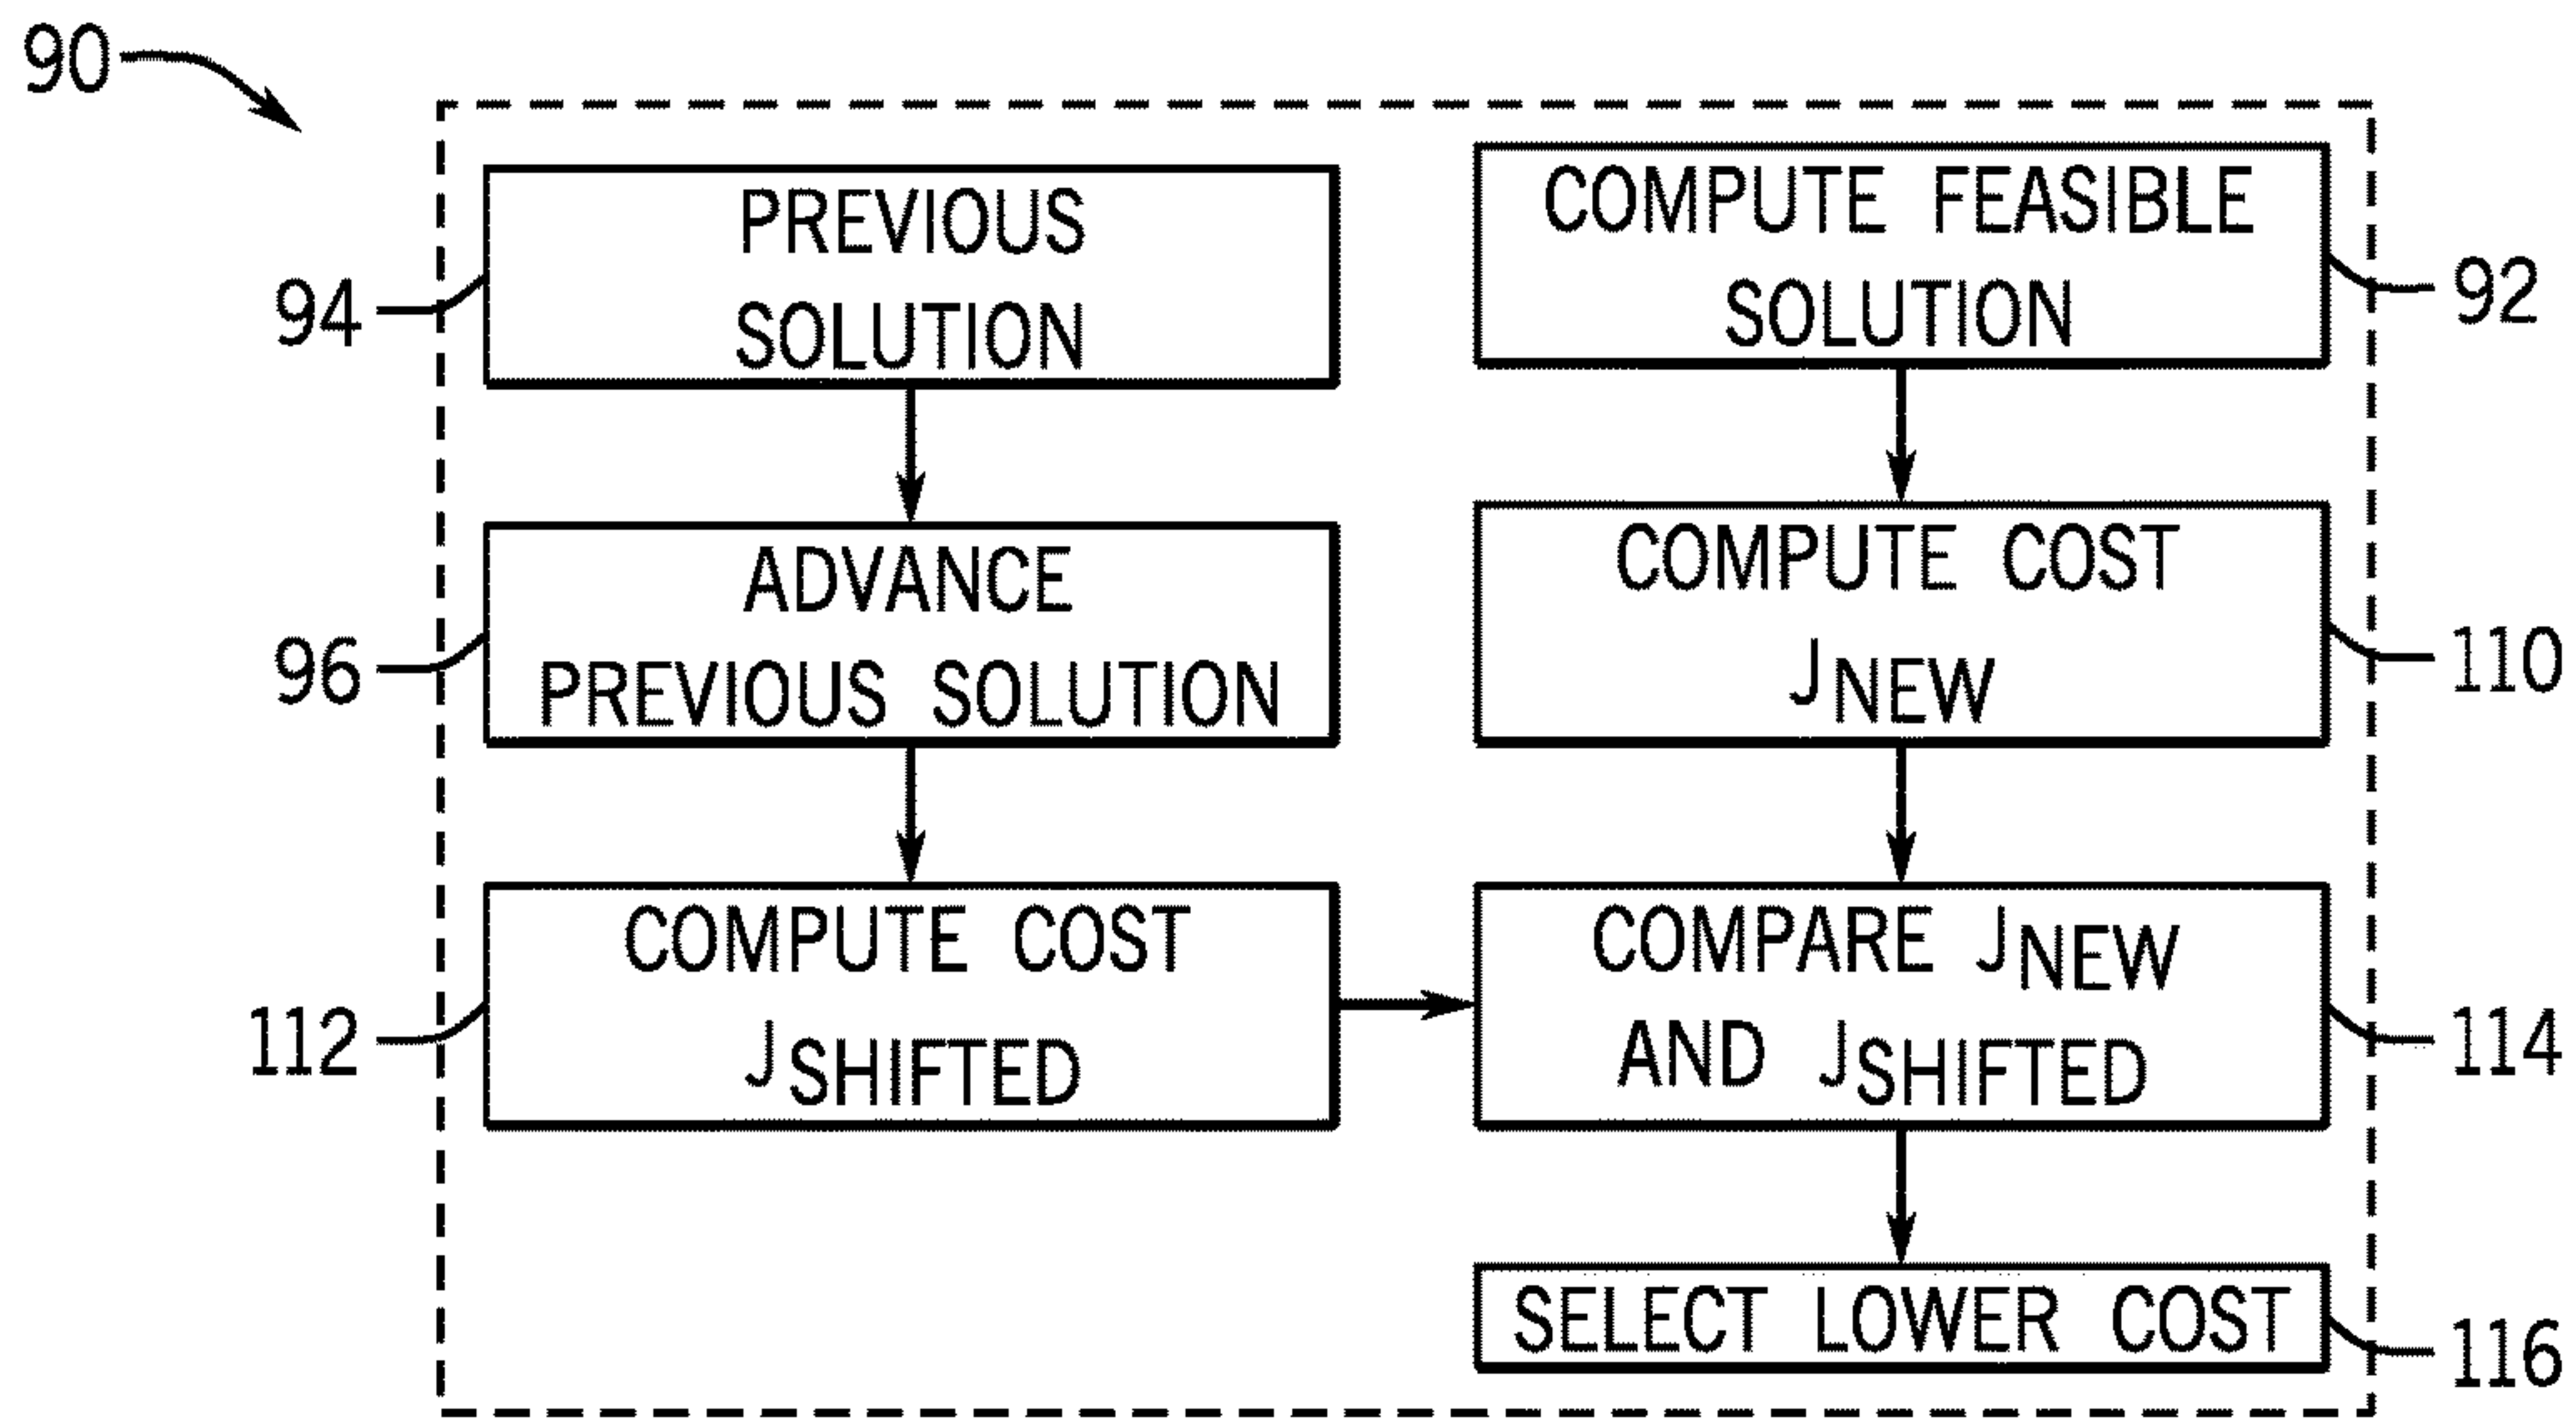 90
PREVIOUS
SOLUTION
94
COMPUTE FEASIBLE
SOLUTION
92
ADVANCE
PREVIOUS SOLUTION
96
COMPUTE COST
JNEW
110
COMPUTE COST
JSHIFTED
112
COMPARE JNEW
AND JSHIFTED
114
SELECT LOWER COST
116